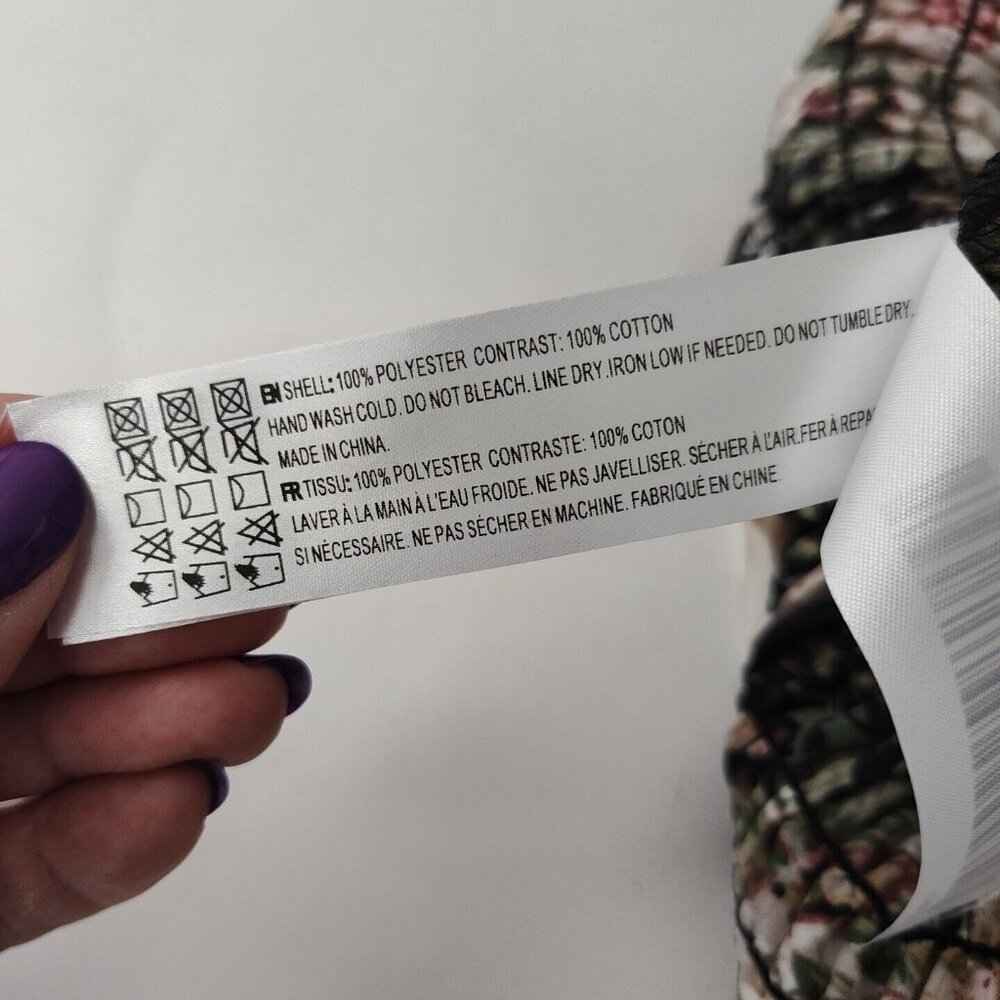 EN SHELL: 100% POLYESTER CONTRAST: 100% COTTON
HAND WASH COLD. DO NOT BLEACH. LINE DRY .IRON LOW IF NEEDED. DO NOT TUMBLE DRY.
MADE IN CHINA.
FR TISSU: 100% POLYESTER CONTRASTE: 100% COTON
LAVER À LA MAIN À L'EAU FROIDE. NE PAS JAVELLISER. SÉCHER À L'AIR.FER À
SI NÉCESSAIRE. NE PAS SÉCHER EN MACHINE. FABRIQUÉ EN CHINE.